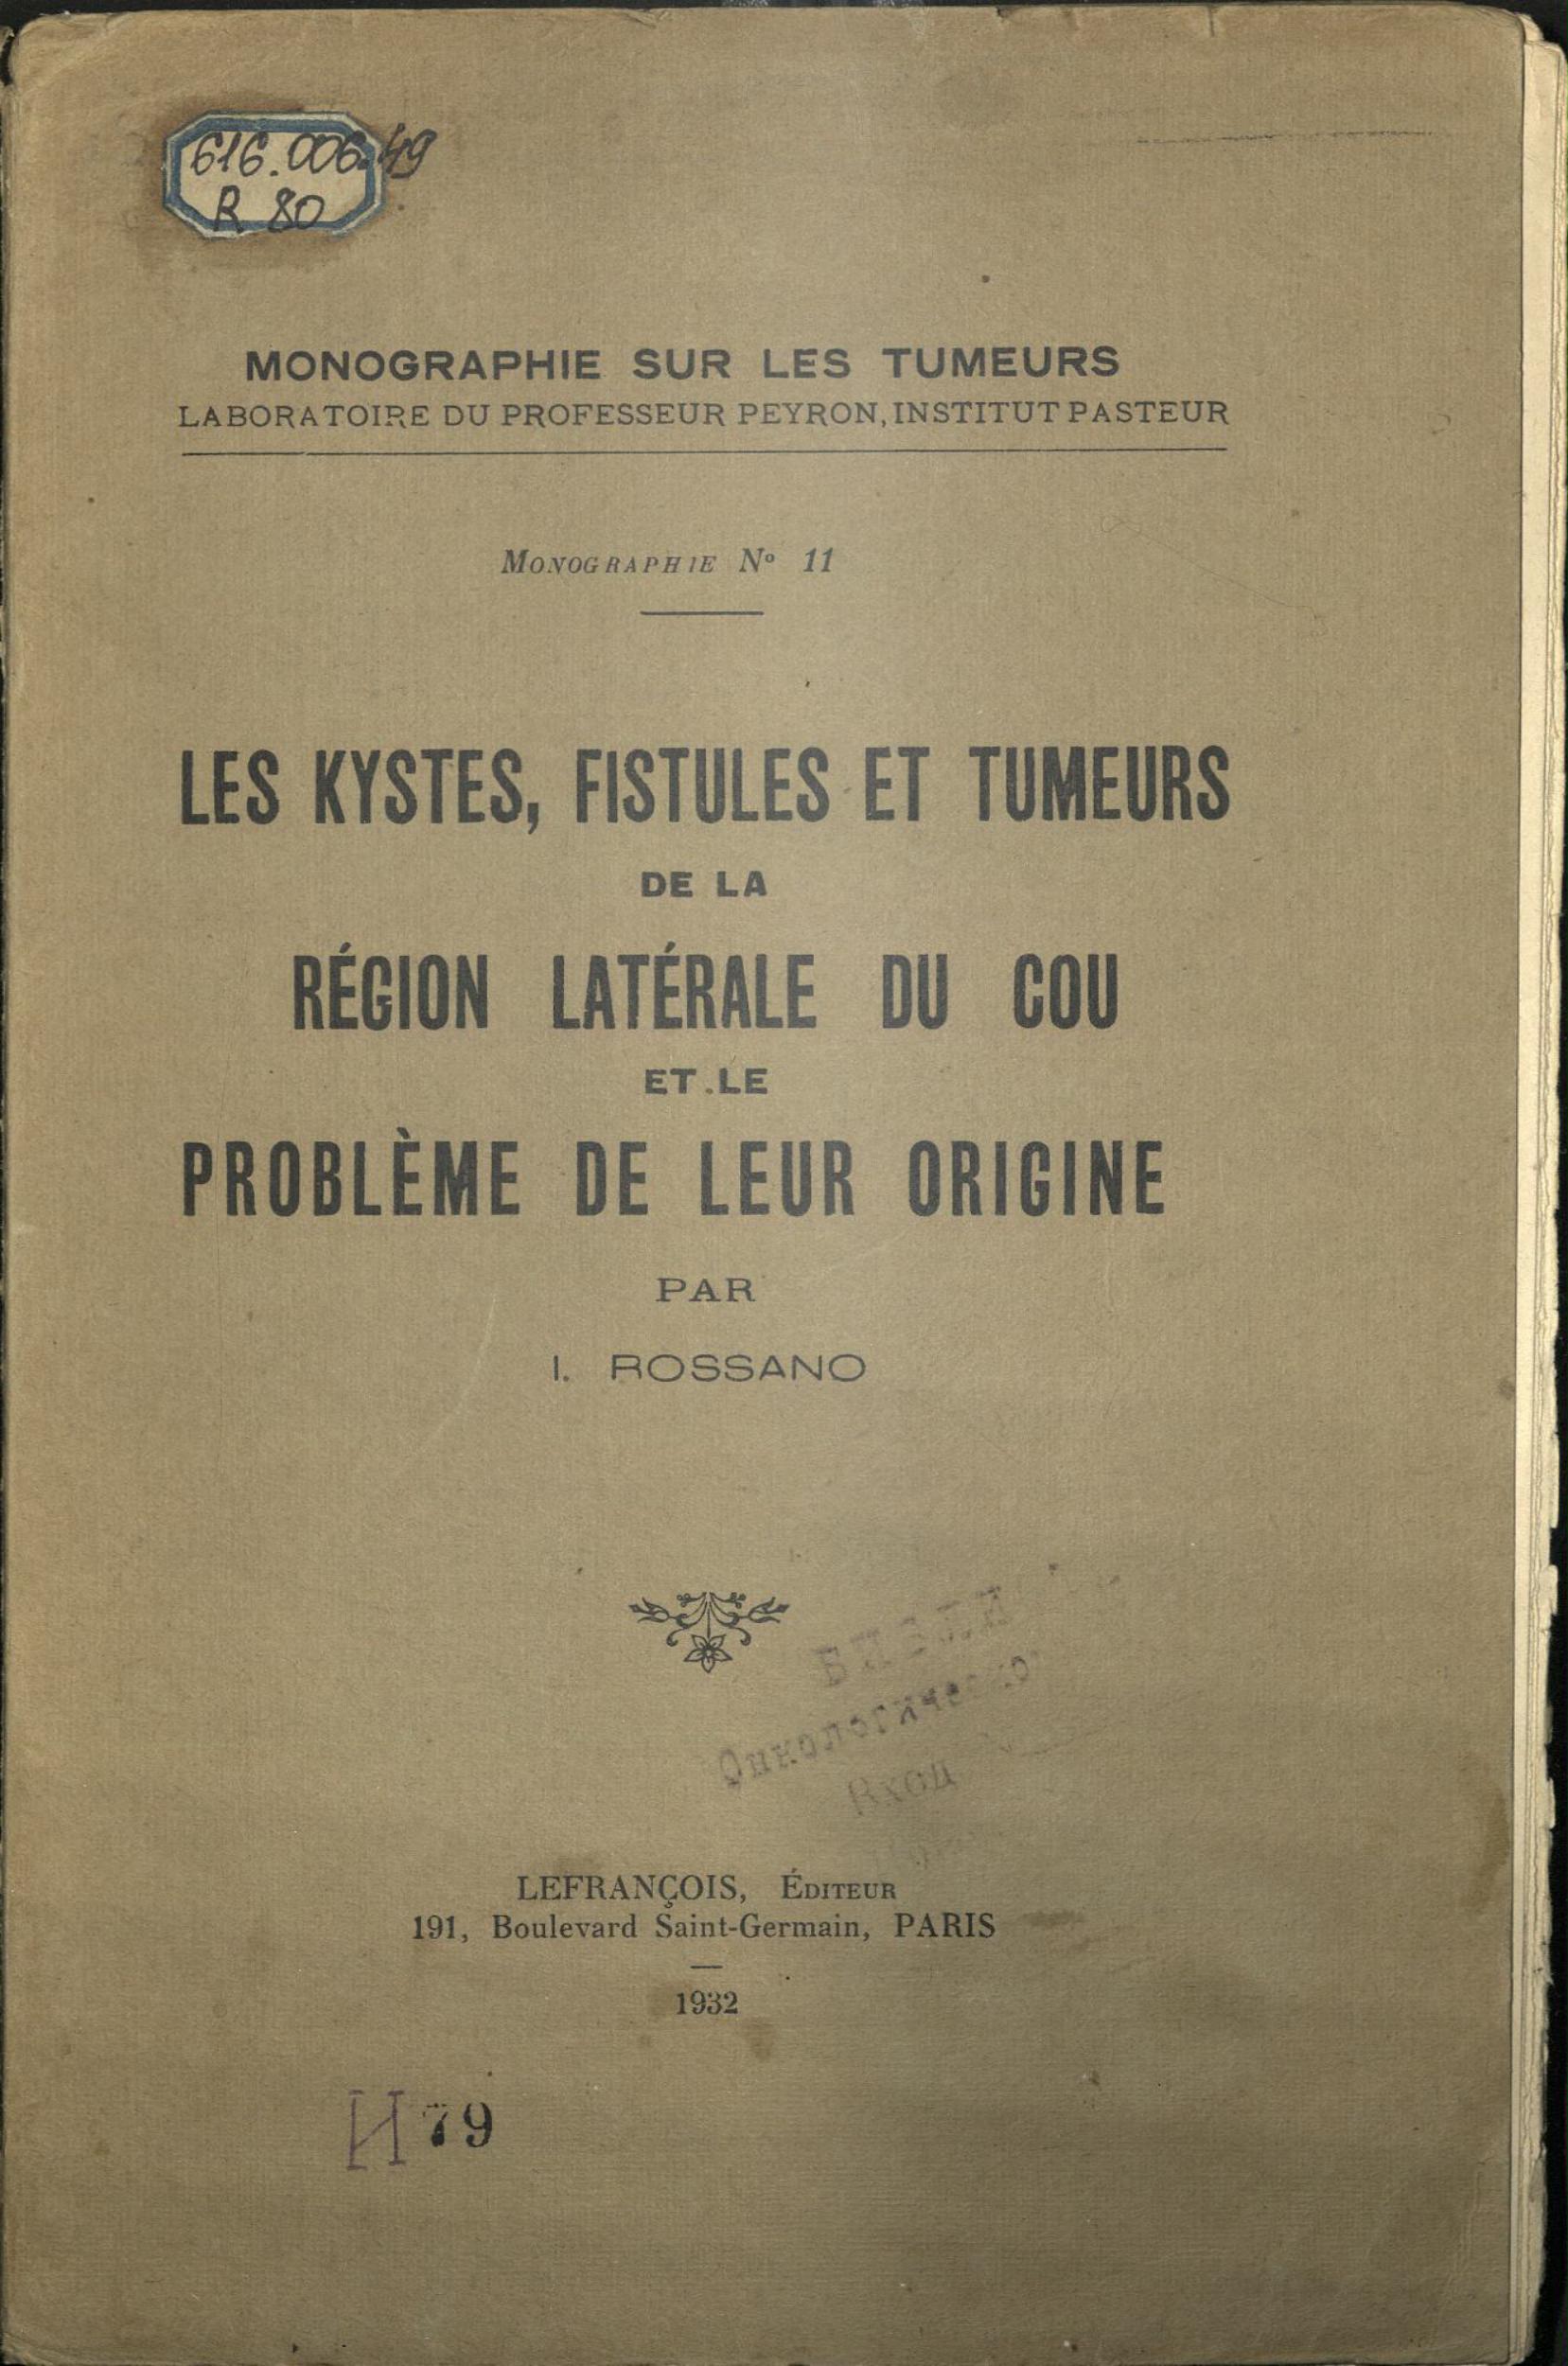 616.006.49
R 80
MONOGRAPHIE SUR LES TUMEURS
LABORATOIRE DU PROFESSEUR PEYRON, INSTITUT PASTEUR
MONOGRAPHIE Nº 11
LES KYSTES, FISTULES ET TUMEURS
DE LA
RÉGION LATÉRALE DU COU
ET LE
PROBLÈME DE LEUR ORIGINE
PAR
I. ROSSANO
Вход
LEFRANÇOIS, ÉDITEUR
191, Boulevard Saint-Germain, PARIS
1932
И 79